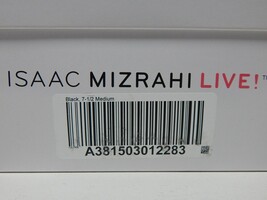 ISAAC MIZRAHI LIVE!™
Black, 7-1/2 Medium
A381503012283